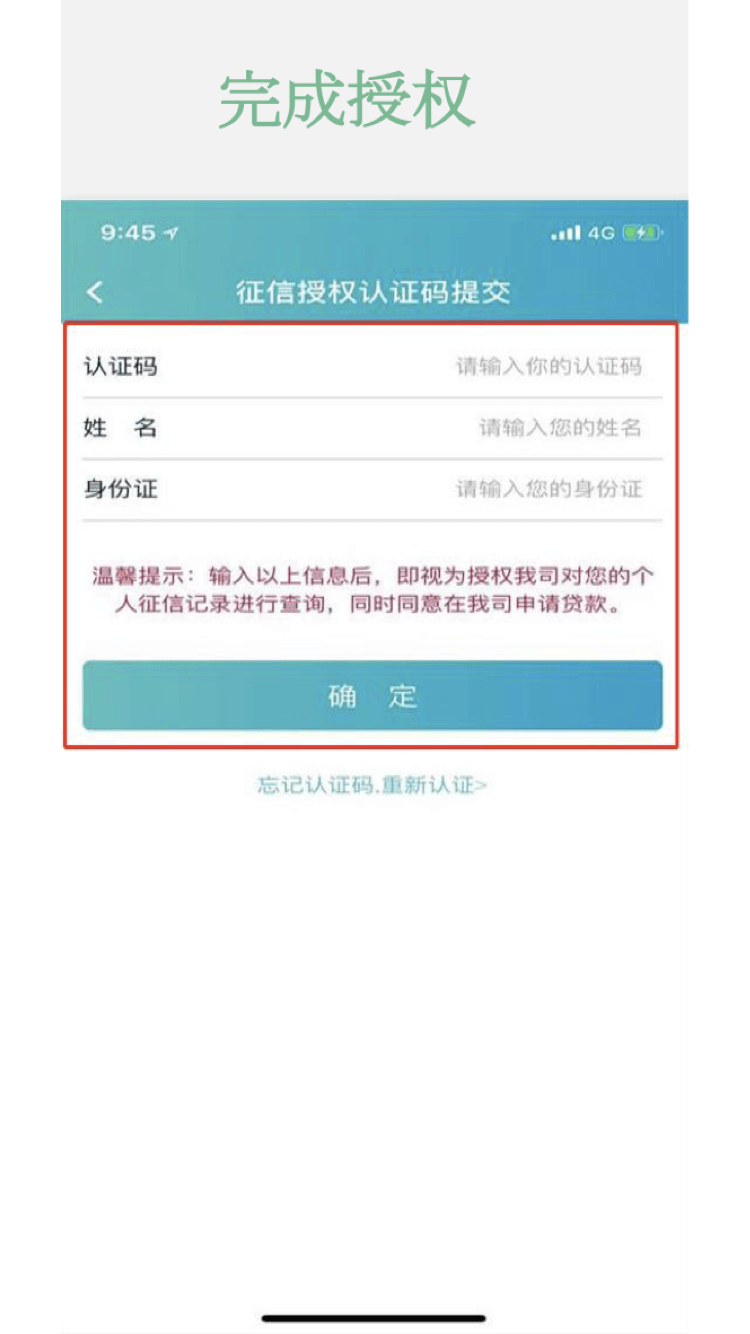 完成授权
9:45
4G
征信授权认证码提交
认证码 请输入你的认证码
姓 名 请输入您的姓名
身份证 请输入您的身份证
温馨提示：输入以上信息后，即视为授权我司对您的个
人征信记录进行查询，同时同意在我司申请贷款。
确 定
忘记认证码.重新认证>